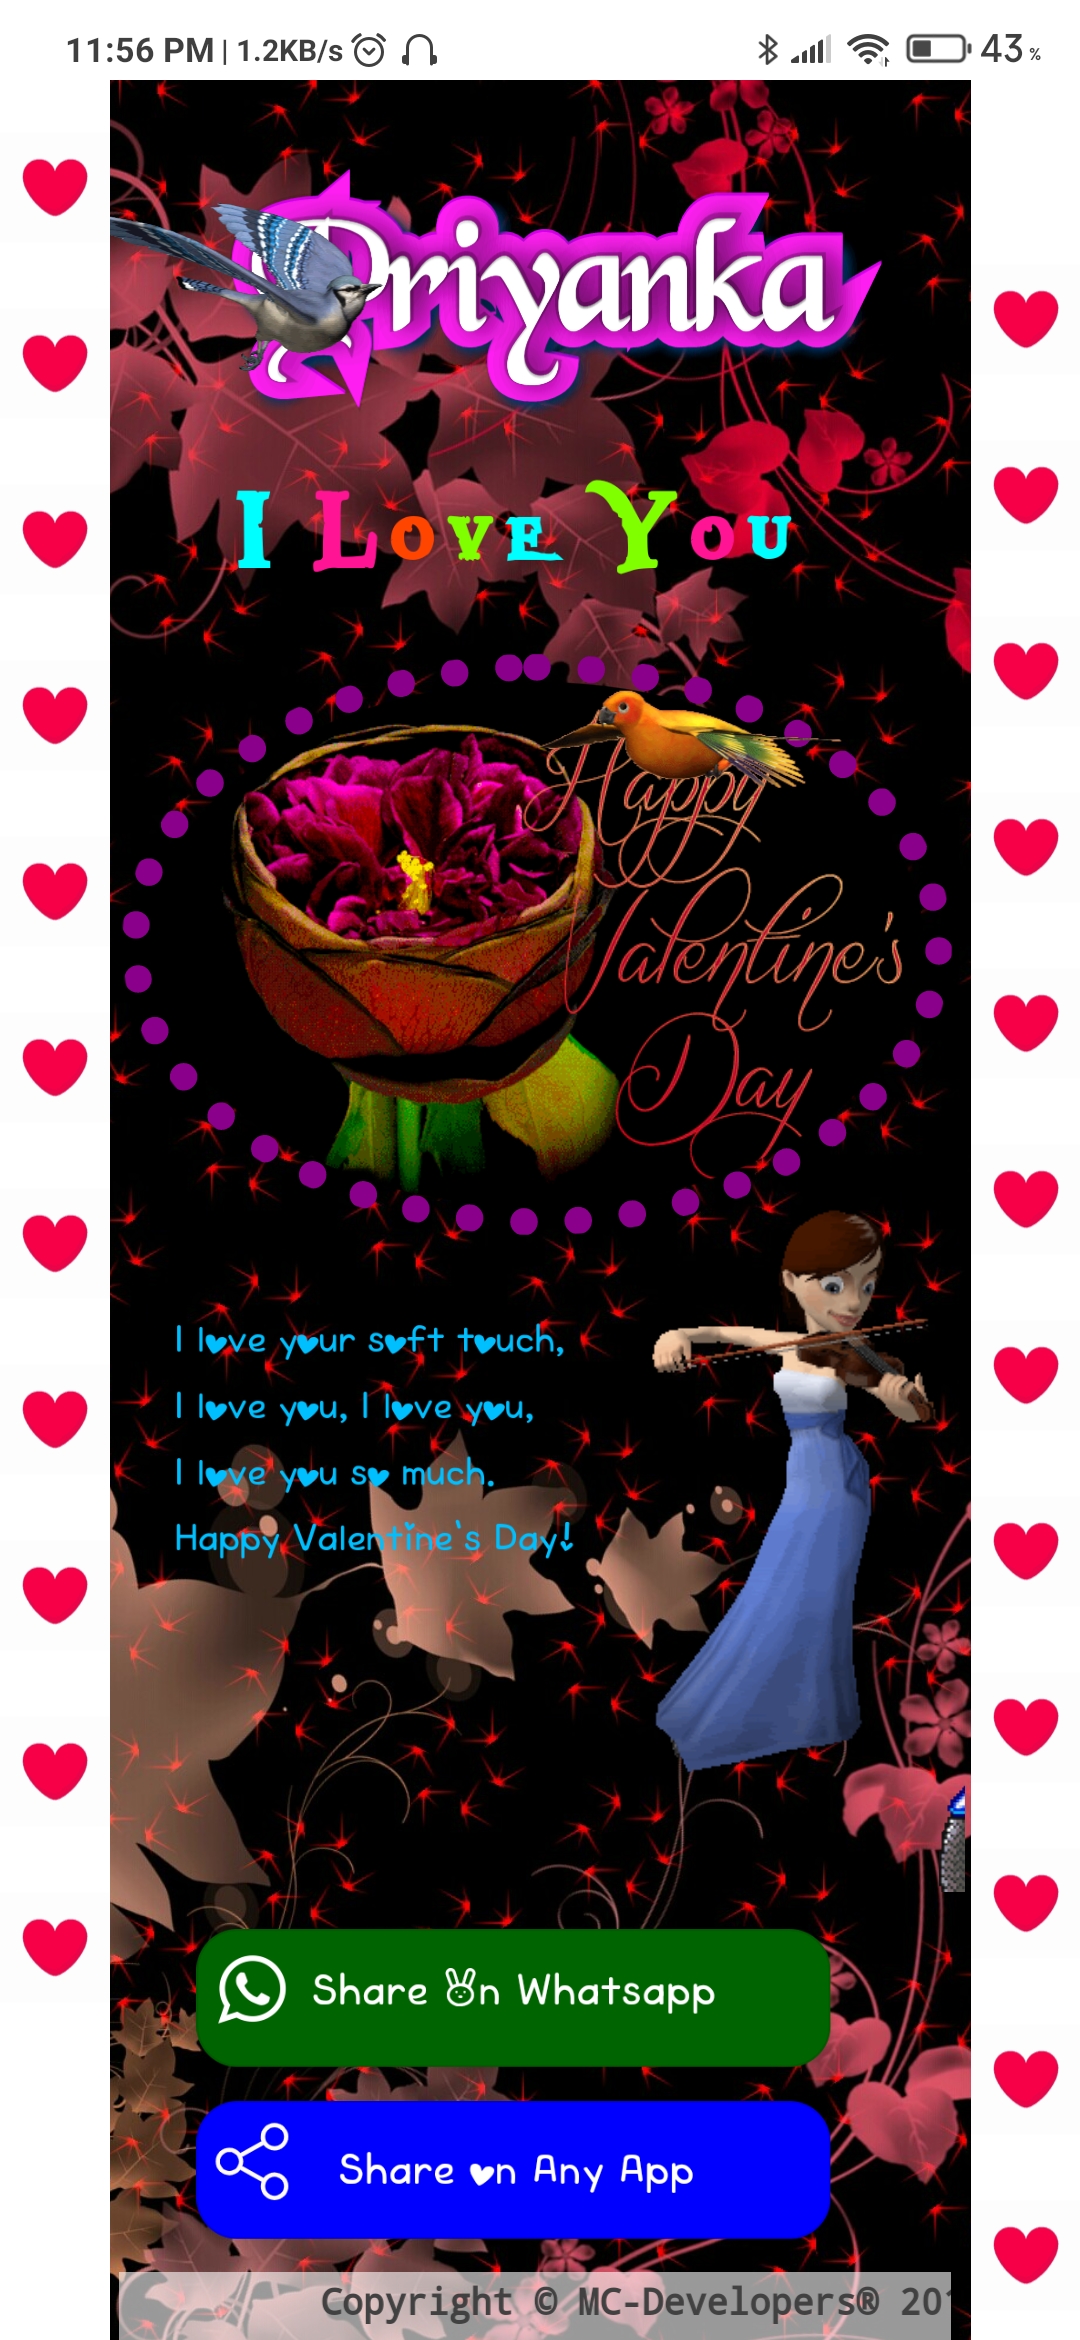 11:56 PM | 1.2KB/s 43 %
Priyanka
I Love You
Happy
Valentine's
Day
I love your soft touch,
I love you, I love you,
I love you so much.
Happy Valentine's Day!
Share On Whatsapp
Share on Any App
Copyright © MC-Developers®